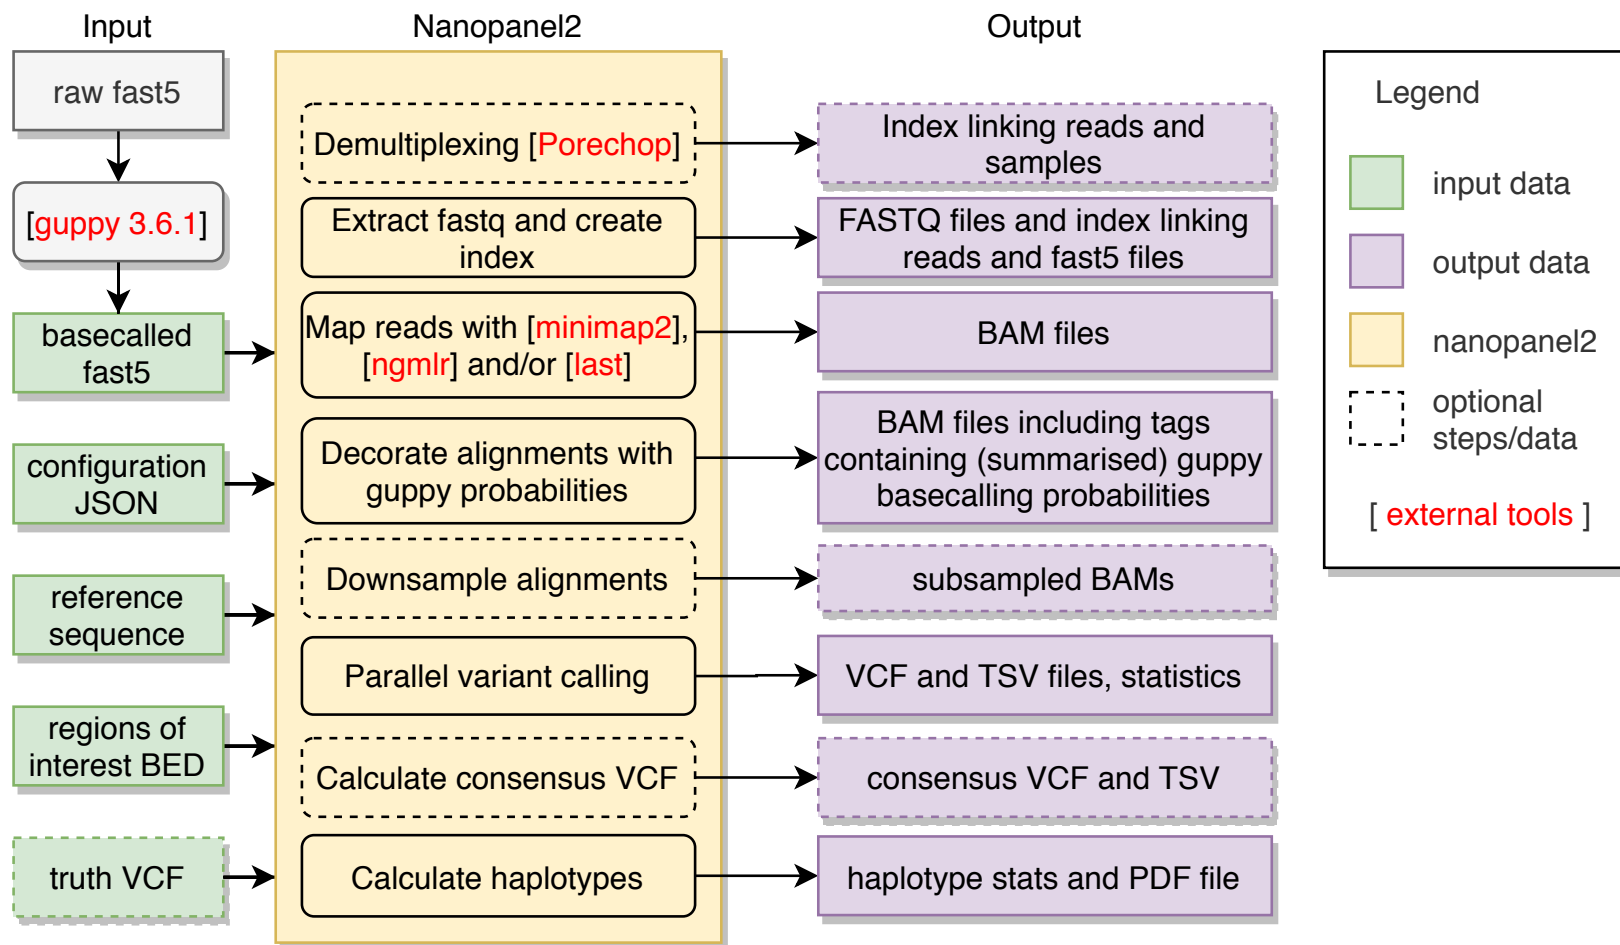 Input
Nanopanel2
Output
raw fast5
[guppy 3.6.1]
basecalled
fast5
configuration
JSON
reference
sequence
regions of
interest BED
truth VCF
Demultiplexing [Porechop]
Extract fastq and create
index
Map reads with [minimap2],
[ngmlr] and/or [last]
Decorate alignments with
guppy probabilities
Downsample alignments
Parallel variant calling
Calculate consensus VCF
Calculate haplotypes
Index linking reads and
samples
FASTQ files and index linking
reads and fast5 files
BAM files
BAM files including tags
containing (summarised) guppy
basecalling probabilities
subsampled BAMs
VCF and TSV files, statistics
consensus VCF and TSV
haplotype stats and PDF file
Legend
input data
output data
nanopanel2
optional
steps/data
[ external tools ]